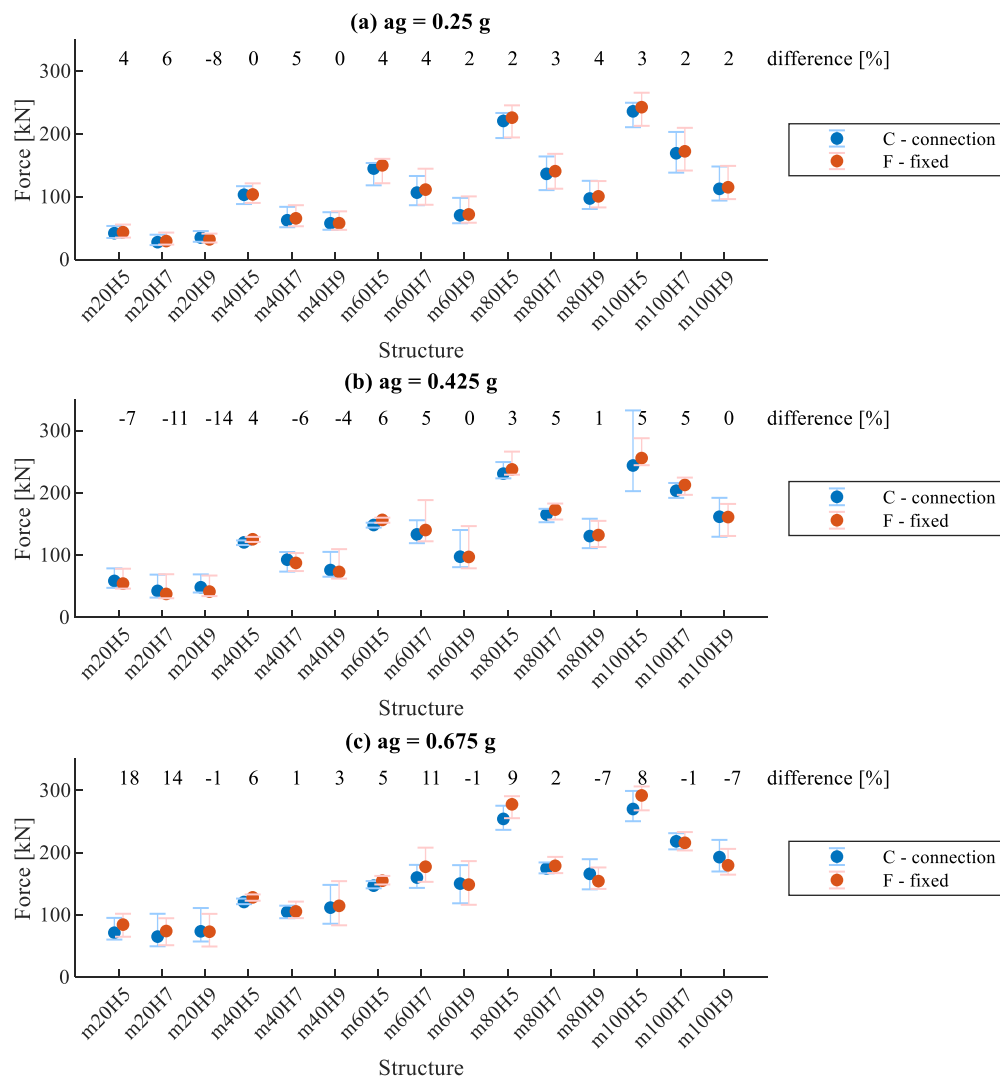 (a) ag = 0.25 g
4 6 -8 0 5 0 4 4 2 2 3 4 3 2 2 difference [%]
300
200
100
0
Force [kN]
C - connection
F - fixed
m20H5 m20H7 m20H9 m40H5 m40H7 m40H9 m60H5 m60H7 m60H9 m80H5 m80H7 m80H9 m100H5 m100H7 m100H9
Structure
(b) ag = 0.425 g
-7 -11 -14 4 -6 -4 6 5 0 3 5 1 5 5 0 difference [%]
300
200
100
0
Force [kN]
C - connection
F - fixed
m20H5 m20H7 m20H9 m40H5 m40H7 m40H9 m60H5 m60H7 m60H9 m80H5 m80H7 m80H9 m100H5 m100H7 m100H9
Structure
(c) ag = 0.675 g
18 14 -1 6 1 3 5 11 -1 9 2 -7 8 -1 -7 difference [%]
300
200
100
0
Force [kN]
C - connection
F - fixed
m20H5 m20H7 m20H9 m40H5 m40H7 m40H9 m60H5 m60H7 m60H9 m80H5 m80H7 m80H9 m100H5 m100H7 m100H9
Structure